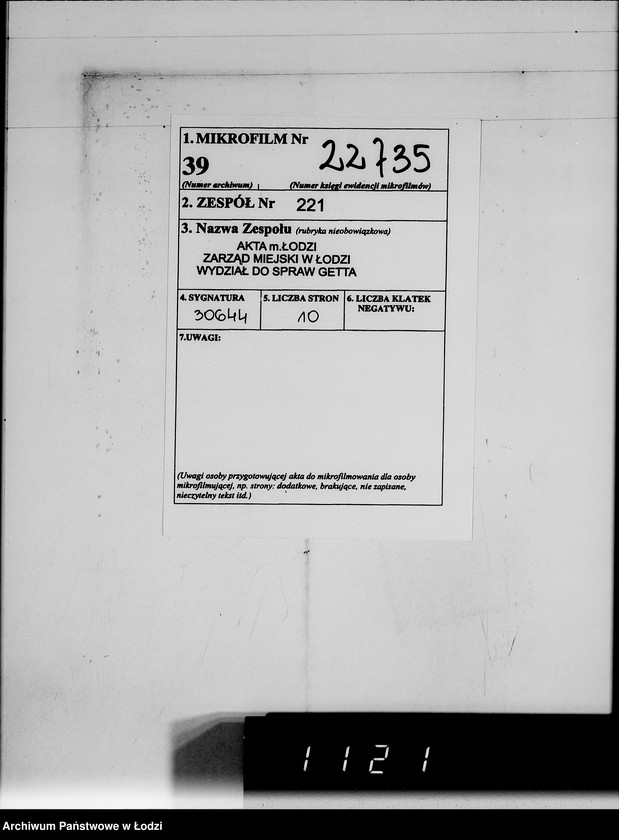 1. MIKROFILM Nr 22735
39
(Numer archiwum) (Numer księgi ewidencji mikrofilmów)
2. ZESPÓŁ Nr 221
3. Nazwa Zespołu (rubryka nieobowiązkowa)
AKTA m.ŁODZI
ZARZĄD MIEJSKI W ŁODZI
WYDZIAŁ DO SPRAW GETTA
4. SYGNATURA 5. LICZBA STRON 6. LICZBA KLATEK
NEGATYWU:
30644 10
7.UWAGI:
(Uwagi osoby przygotowującej akta do mikrofilmowania dla osoby
mikrofilmującej, np. strony: dodatkowe, brakujące, nie zapisane,
nieczytelny tekst itd.)
1121
Archiwum Państwowe w Łodzi